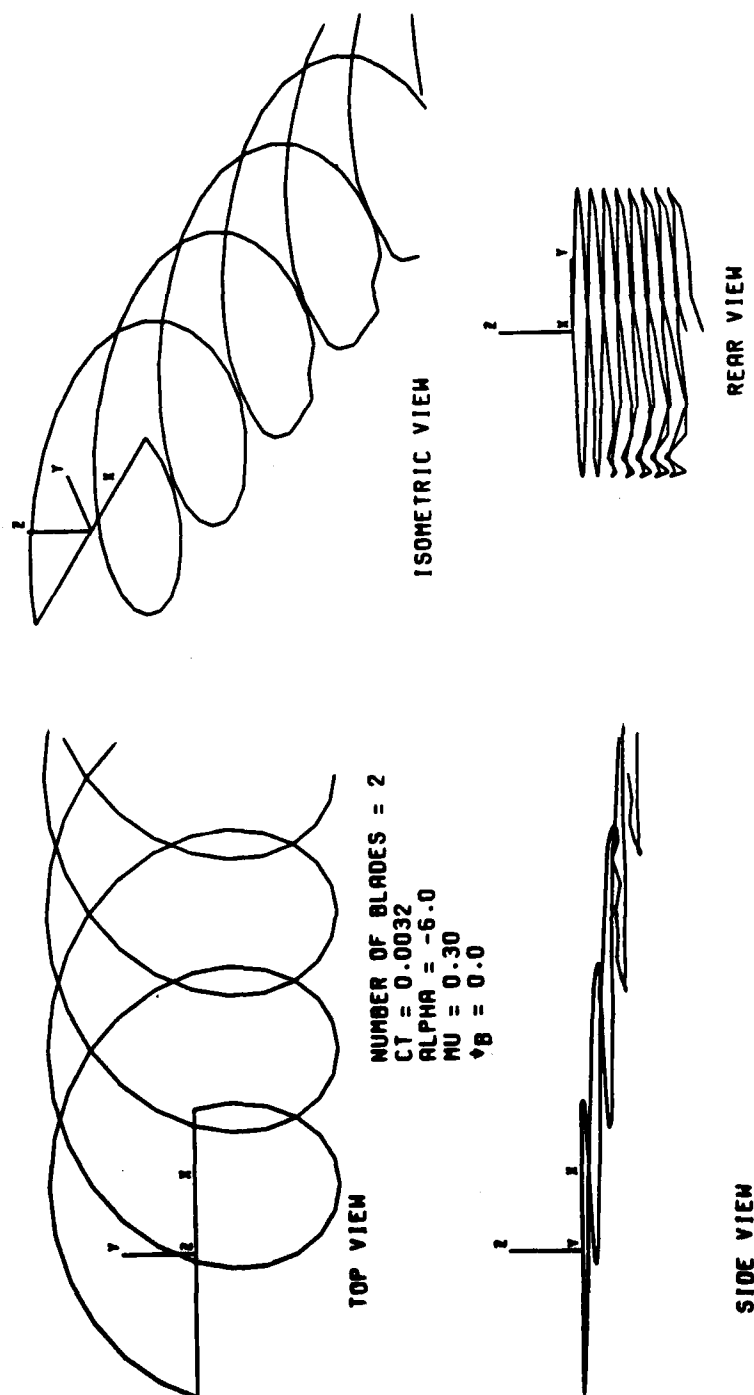 Y
Z
X
TOP VIEW
NUMBER OF BLADES = 2
CT = 0.0032
ALPHA = -6.0
MU = 0.30
ψB = 0.0
Z
Y
X
ISOMETRIC VIEW
Z
Y
X
SIDE VIEW
Z
X
Y
REAR VIEW